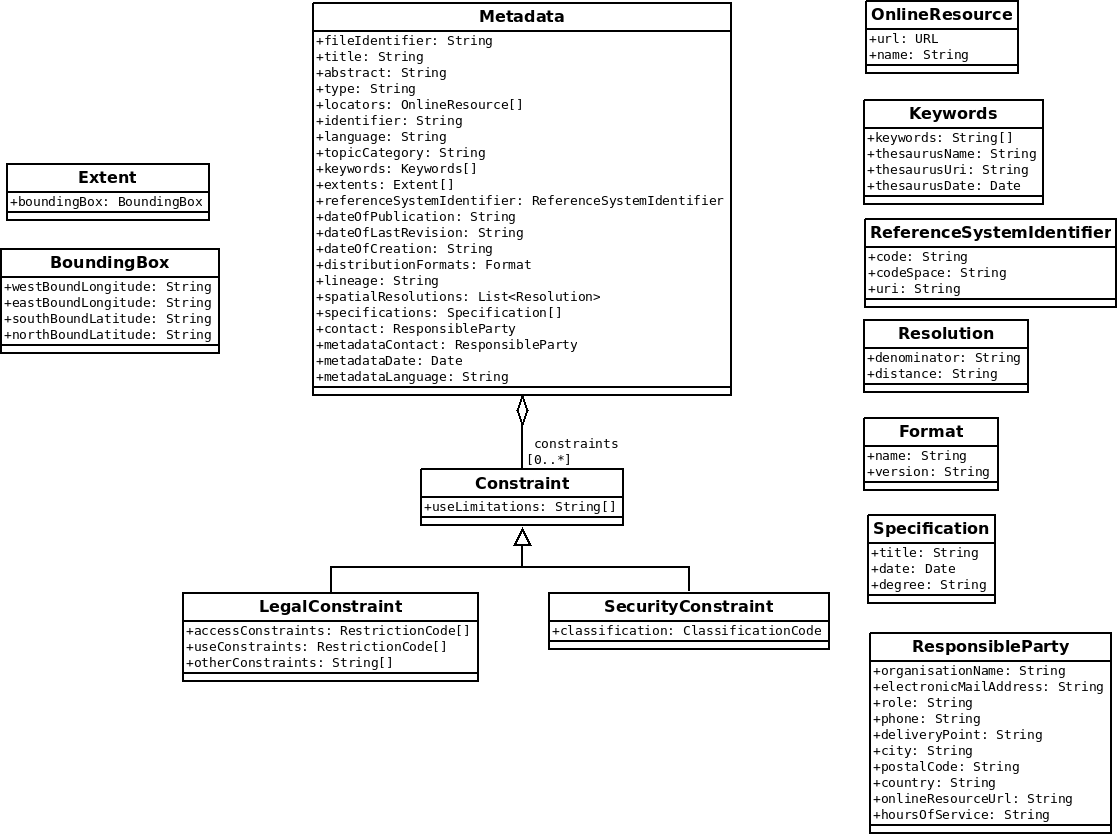 Metadata
+fileIdentifier: String
+title: String
+abstract: String
+type: String
+locators: OnlineResource[]
+identifier: String
+language: String
+topicCategory: String
+keywords: Keywords[]
+extents: Extent[]
+referenceSystemIdentifier: ReferenceSystemIdentifier
+dateOfPublication: String
+dateOfLastRevision: String
+dateOfCreation: String
+distributionFormats: Format
+lineage: String
+spatialResolutions: List<Resolution>
+specifications: Specification[]
+contact: ResponsibleParty
+metadataContact: ResponsibleParty
+metadataDate: Date
+metadataLanguage: String
Extent
+boundingBox: BoundingBox
BoundingBox
+westBoundLongitude: String
+eastBoundLongitude: String
+southBoundLatitude: String
+northBoundLatitude: String
constraints
[0..*]
Constraint
+useLimitations: String[]
LegalConstraint
+accessConstraints: RestrictionCode[]
+useConstraints: RestrictionCode[]
+otherConstraints: String[]
SecurityConstraint
+classification: ClassificationCode
OnlineResource
+url: URL
+name: String
Keywords
+keywords: String[]
+thesaurusName: String
+thesaurusUri: String
+thesaurusDate: Date
ReferenceSystemIdentifier
+code: String
+codeSpace: String
+uri: String
Resolution
+denominator: String
+distance: String
Format
+name: String
+version: String
Specification
+title: String
+date: Date
+degree: String
ResponsibleParty
+organisationName: String
+electronicMailAddress: String
+role: String
+phone: String
+deliveryPoint: String
+city: String
+postalCode: String
+country: String
+onlineResourceUrl: String
+hoursOfService: String